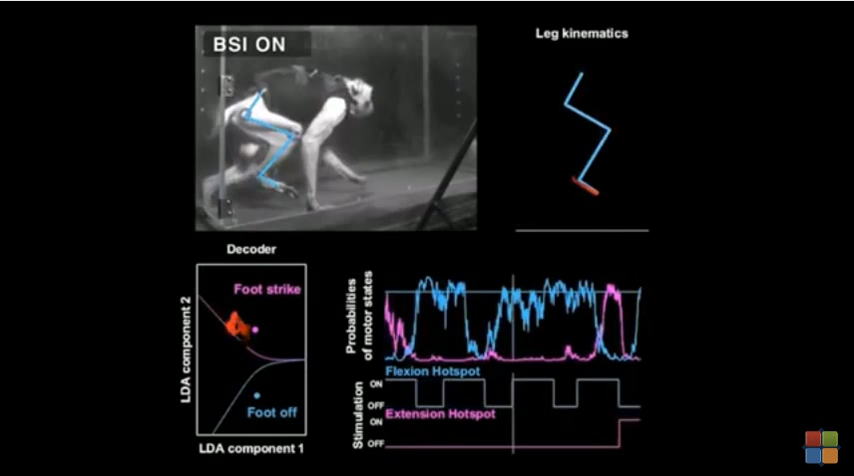 BSI ON
Leg kinematics
Decoder
Foot strike
Foot off
LDA component 2
LDA component 1
Probabilities
of motor states
Flexion Hotspot
ON
OFF
Extension Hotspot
ON
OFF
Stimulation